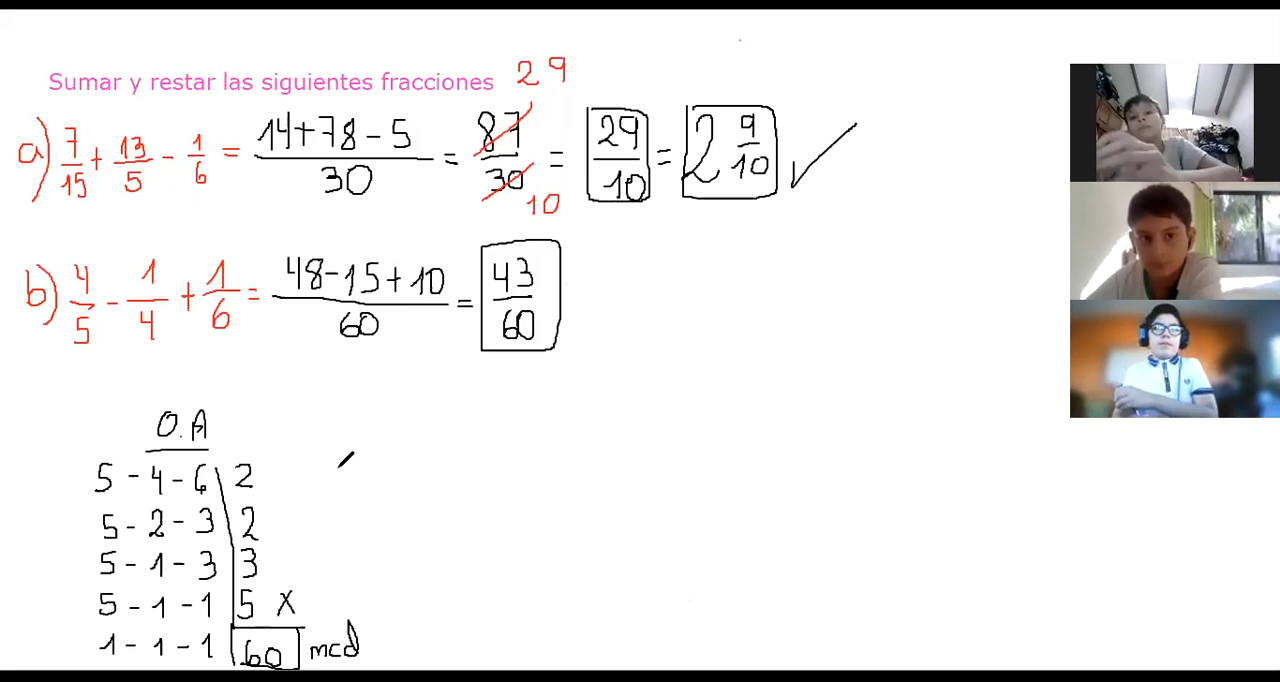 Sumar y restar las siguientes fracciones
a) 7/15 + 13/5 - 1/6 = (14+78-5)/30 = 87/30 29 10 = 29/10 = 2 9/10 ✓
b) 4/5 - 1/4 + 1/6 = (48-15+10)/60 = 43/60
O.A
5 - 4 - 6 | 2
5 - 2 - 3 | 2
5 - 1 - 3 | 3
5 - 1 - 1 | 5 X
1 - 1 - 1 | 60 mcd